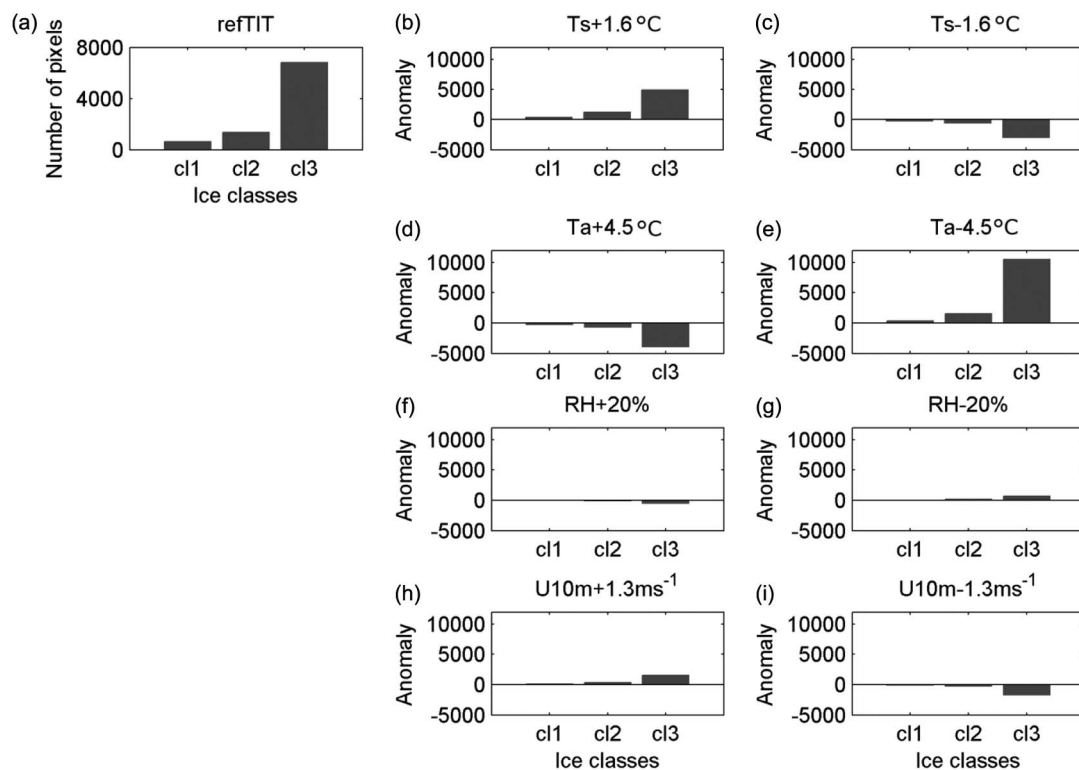 (a)
refTIT
Number of pixels
8000
4000
0
cl1 cl2 cl3
Ice classes
(b)
Ts+1.6 °C
Anomaly
10000
5000
0
-5000
cl1 cl2 cl3
(c)
Ts-1.6 °C
Anomaly
10000
5000
0
-5000
cl1 cl2 cl3
(d)
Ta+4.5 °C
Anomaly
10000
5000
0
-5000
cl1 cl2 cl3
(e)
Ta-4.5°C
Anomaly
10000
5000
0
-5000
cl1 cl2 cl3
(f)
RH+20%
Anomaly
10000
5000
0
-5000
cl1 cl2 cl3
(g)
RH-20%
Anomaly
10000
5000
0
-5000
cl1 cl2 cl3
(h)
U10m+1.3ms⁻¹
Anomaly
10000
5000
0
-5000
cl1 cl2 cl3
Ice classes
(i)
U10m-1.3ms⁻¹
Anomaly
10000
5000
0
-5000
cl1 cl2 cl3
Ice classes